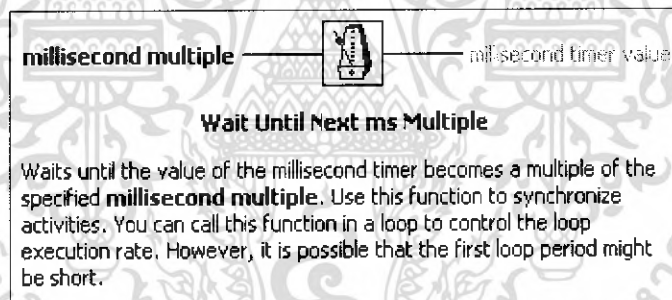 millisecond multiple millisecond timer value
Wait Until Next ms Multiple
Waits until the value of the millisecond timer becomes a multiple of the
specified millisecond multiple. Use this function to synchronize
activities. You can call this function in a loop to control the loop
execution rate. However, it is possible that the first loop period might
be short.